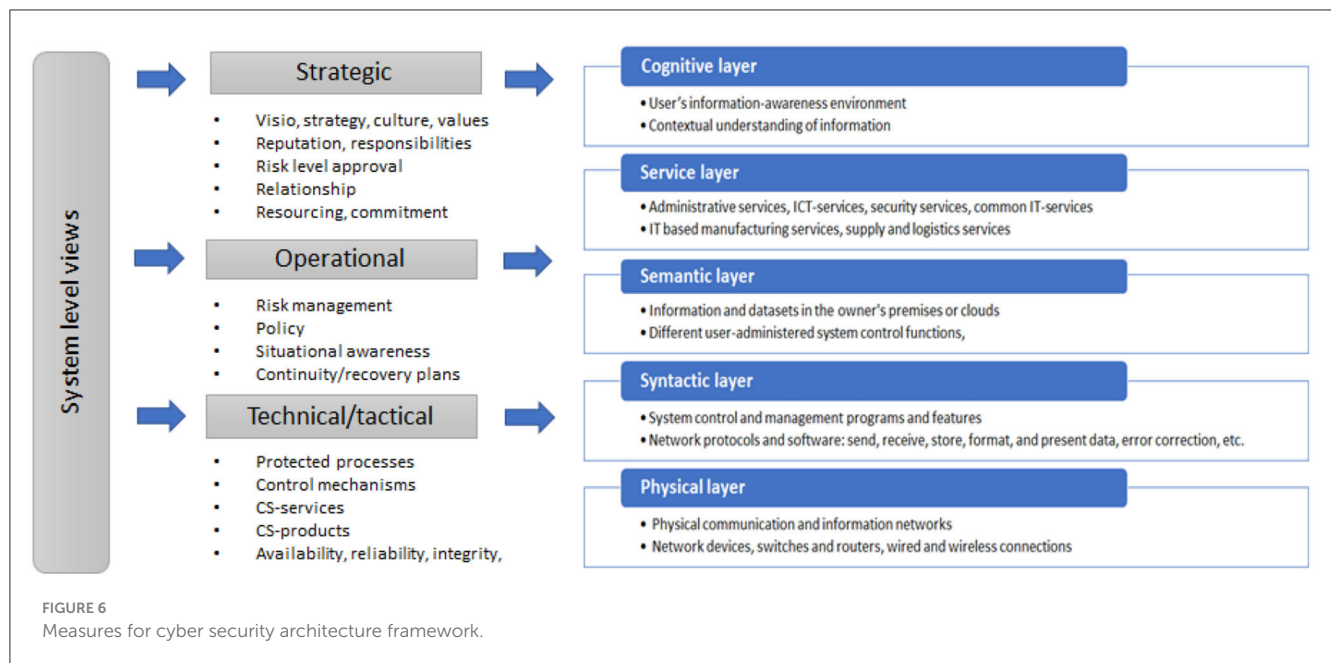 System level views
Strategic
• Visio, strategy, culture, values
• Reputation, responsibilities
• Risk level approval
• Relationship
• Resourcing, commitment
Operational
• Risk management
• Policy
• Situational awareness
• Continuity/recovery plans
Technical/tactical
• Protected processes
• Control mechanisms
• CS-services
• CS-products
• Availability, reliability, integrity,
Cognitive layer
• User's information-awareness environment
• Contextual understanding of information
Service layer
• Administrative services, ICT-services, security services, common IT-services
• IT based manufacturing services, supply and logistics services
Semantic layer
• Information and datasets in the owner's premises or clouds
• Different user-administered system control functions,
Syntactic layer
• System control and management programs and features
• Network protocols and software: send, receive, store, format, and present data, error correction, etc.
Physical layer
• Physical communication and information networks
• Network devices, switches and routers, wired and wireless connections
FIGURE 6
Measures for cyber security architecture framework.